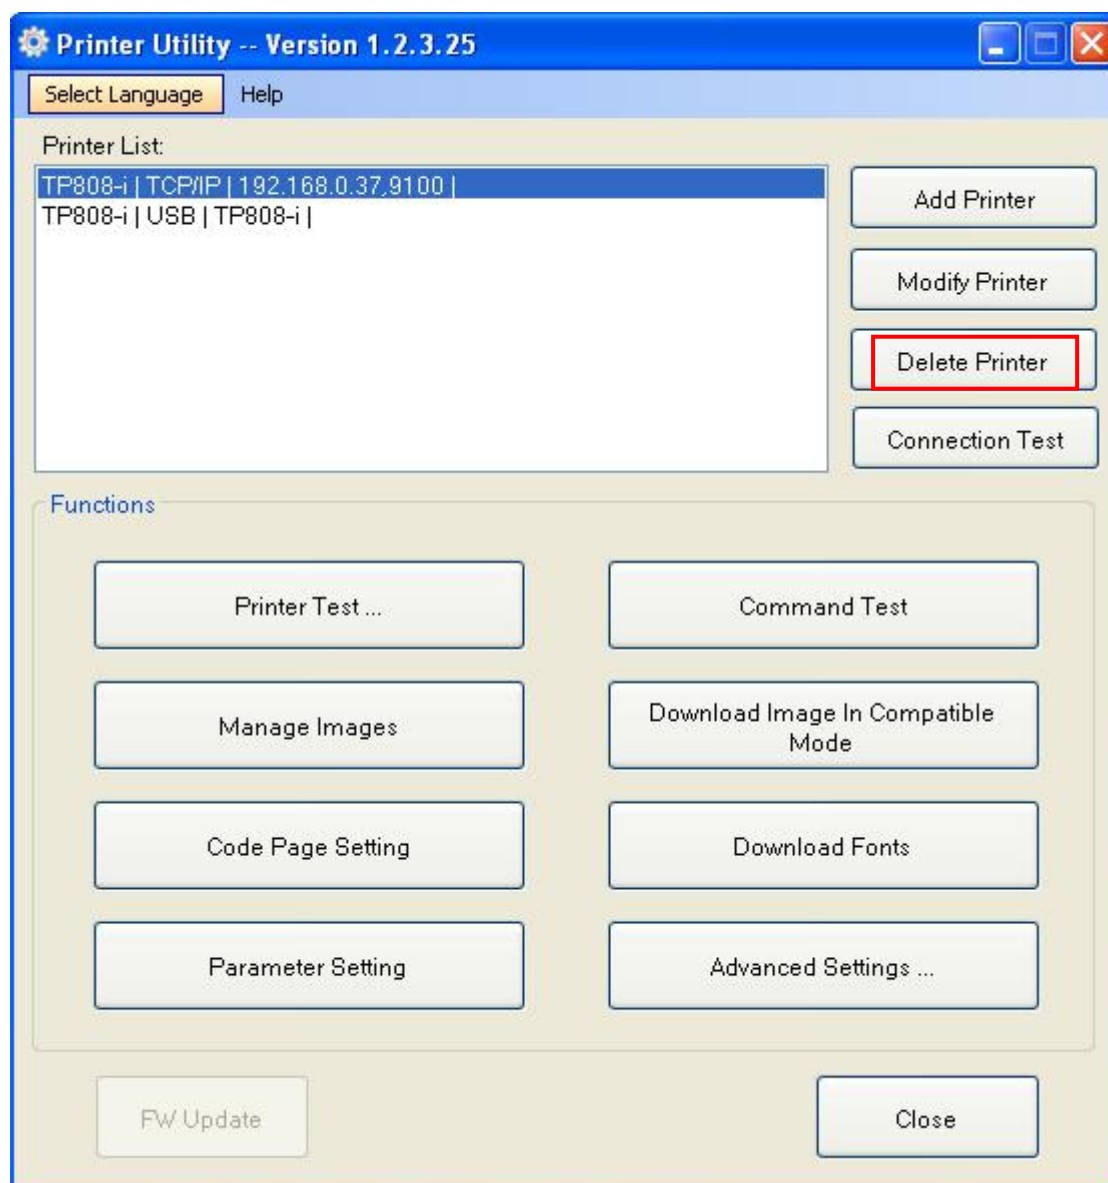 Printer Utility -- Version 1.2.3.25
Select Language Help
Printer List:
TP808-i | TCP/IP | 192.168.0.37,9100 |
TP808-i | USB | TP808-i |
Add Printer
Modify Printer
Delete Printer
Connection Test
Functions
Printer Test ...
Command Test
Manage Images
Download Image In Compatible
Mode
Code Page Setting
Download Fonts
Parameter Setting
Advanced Settings ...
FW Update
Close